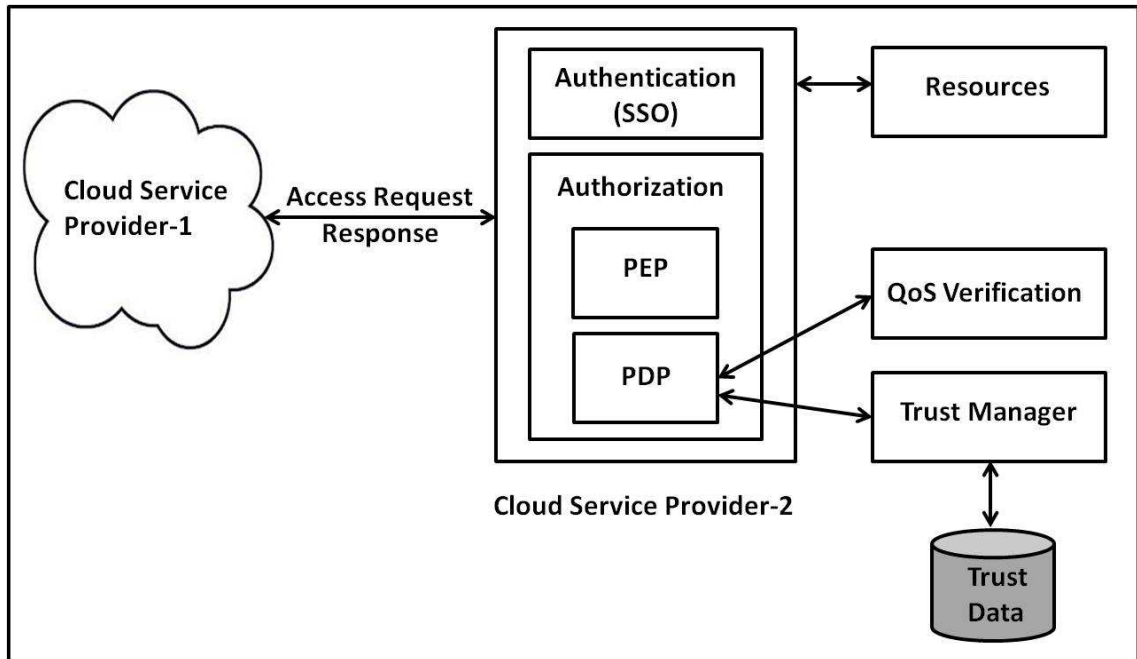 Authentication
(SSO)
Resources
Cloud Service
Provider-1
Access Request
Response
Authorization
PEP
PDP
QoS Verification
Trust Manager
Cloud Service Provider-2
Trust
Data